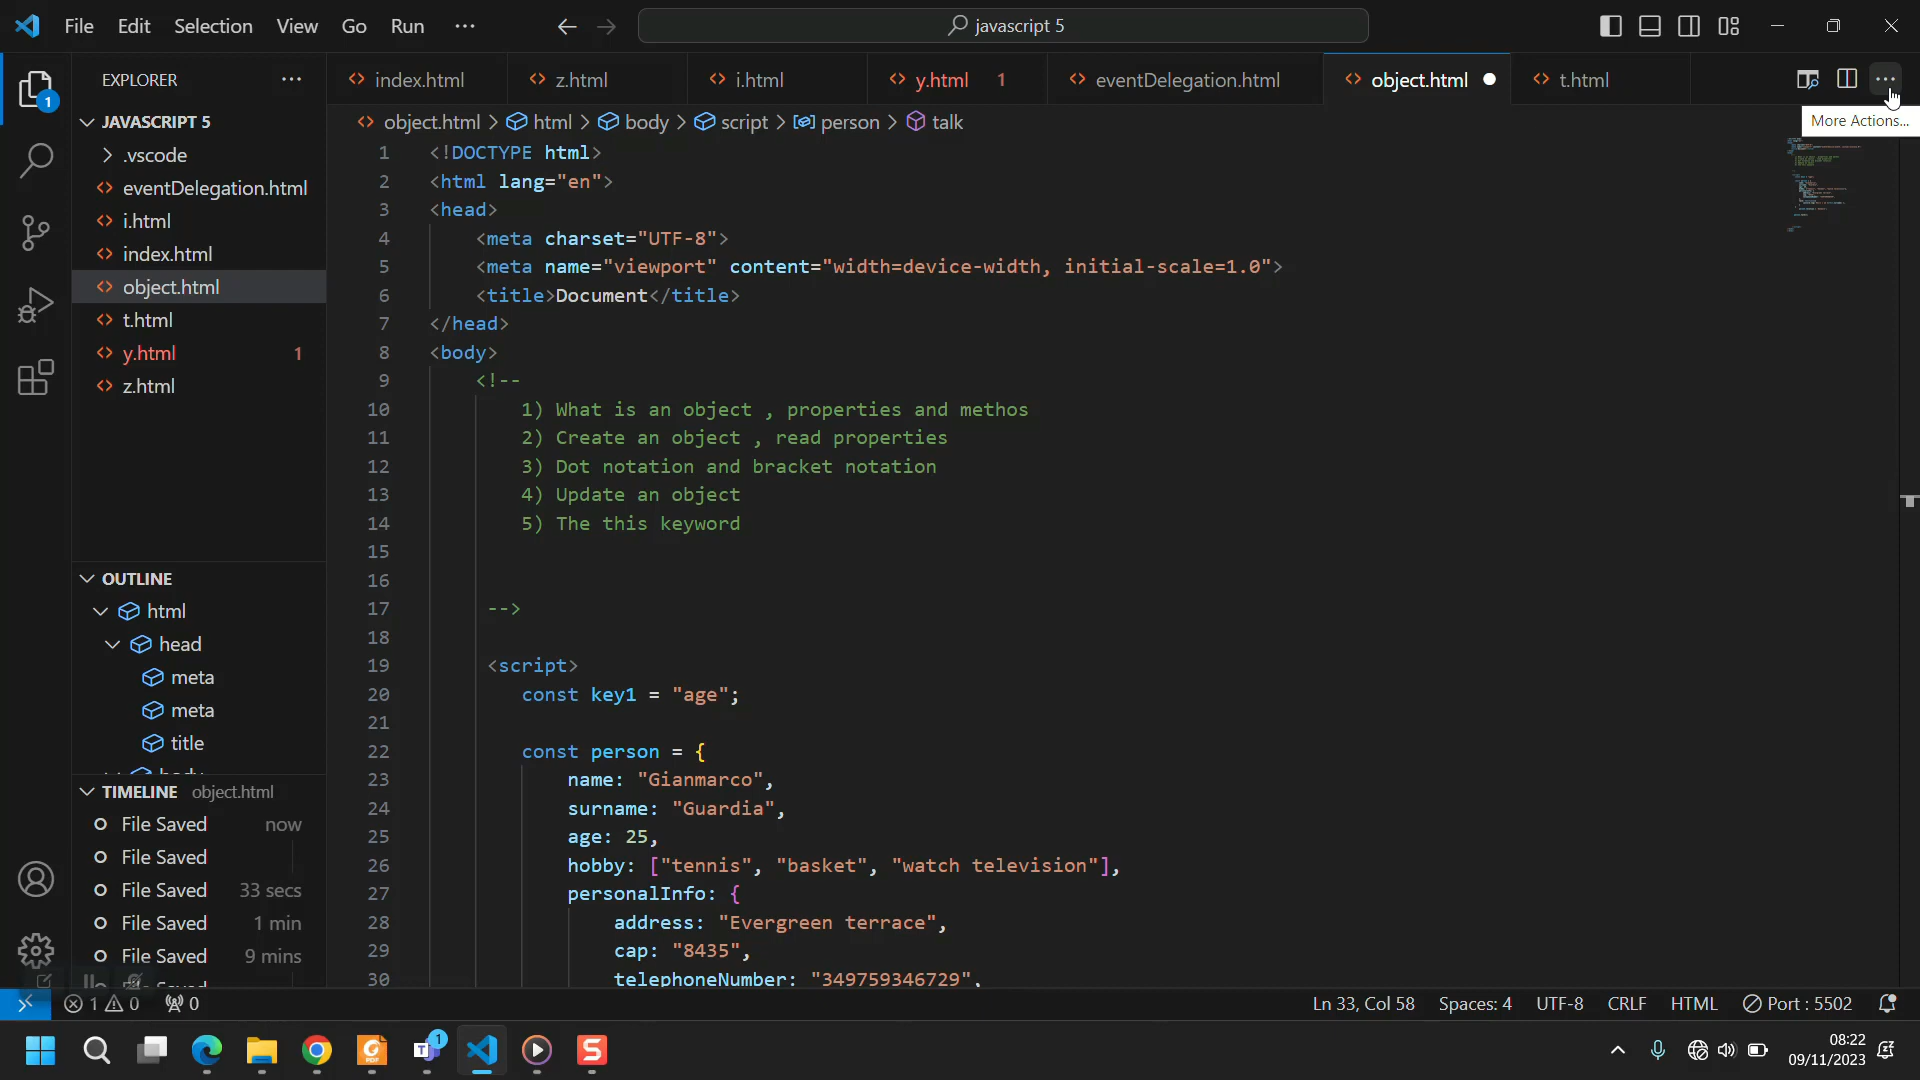 File Edit Selection View Go Run ··· javascript 5
EXPLORER ···
index.html z.html i.html y.html 1 eventDelegation.html object.html t.html ···
More Actions...
JAVASCRIPT 5
.vscode
eventDelegation.html
i.html
index.html
object.html
t.html
y.html 1
z.html
OUTLINE
html
head
meta
meta
title
body
TIMELINE object.html
File Saved now
File Saved
File Saved 33 secs
File Saved 1 min
File Saved 9 mins
File Saved
object.html > html > body > script > person > talk
1 <!DOCTYPE html>
2 <html lang="en">
3 <head>
4 <meta charset="UTF-8">
5 <meta name="viewport" content="width=device-width, initial-scale=1.0">
6 <title>Document</title>
7 </head>
8 <body>
9 <!--
10 1) What is an object , properties and methos
11 2) Create an object , read properties
12 3) Dot notation and bracket notation
13 4) Update an object
14 5) The this keyword
15
16
17 -->
18
19 <script>
20 const key1 = "age";
21
22 const person = {
23 name: "Gianmarco",
24 surname: "Guardia",
25 age: 25,
26 hobby: ["tennis", "basket", "watch television"],
27 personalInfo: {
28 address: "Evergreen terrace",
29 cap: "8435",
30 telephoneNumber: "349759346729",
1 0 0 Ln 33, Col 58 Spaces: 4 UTF-8 CRLF HTML Port : 5502
1
1
08:22
09/11/2023